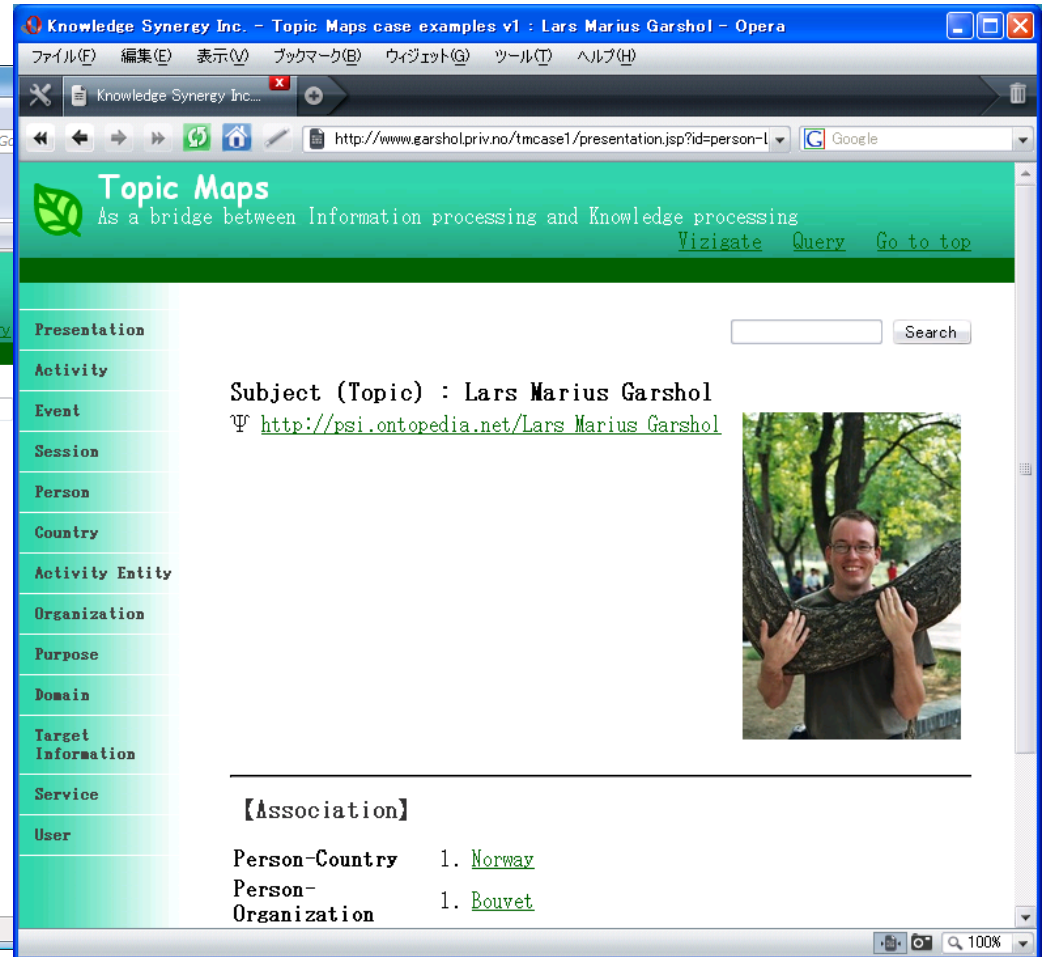 Knowledge Synergy Inc. - Topic Maps case examples v1 : Lars Marius Garshol - Opera
ファイル(F) 編集(E) 表示(V) ブックマーク(B) ウィジェット(G) ツール(T) ヘルプ(H)
Knowledge Synergy Inc....
http://www.garshol.priv.no/tmcase1/presentation.jsp?id=person-L
Google
Topic Maps
As a bridge between Information processing and Knowledge processing
Vizigate Query Go to top
Search
Presentation
Activity
Event
Session
Person
Country
Activity Entity
Organization
Purpose
Domain
Target
Information
Service
User
Subject (Topic) : Lars Marius Garshol
Ψ http://psi.ontopedia.net/Lars_Marius_Garshol
【Association】
Person-Country 1. Norway
Person-
Organization 1. Bouvet
100%